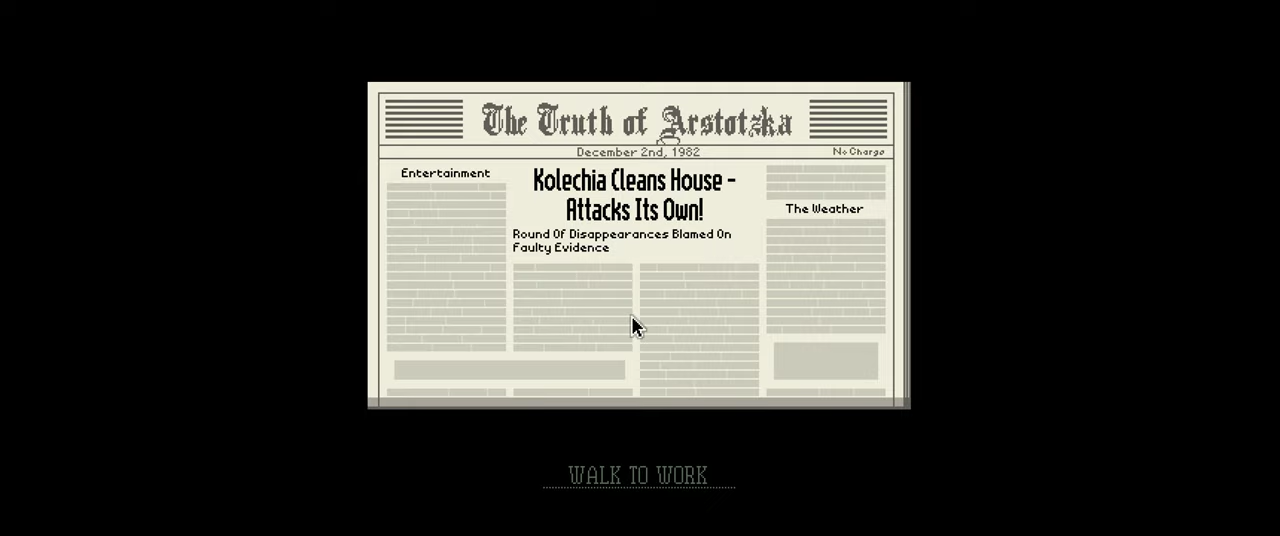 The Truth of Arstotzka
December 2nd, 1982
No Charge
Entertainment
Kolechia Cleans House -
Attacks Its Own!
Round Of Disappearances Blamed On
Faulty Evidence
The Weather
WALK TO WORK